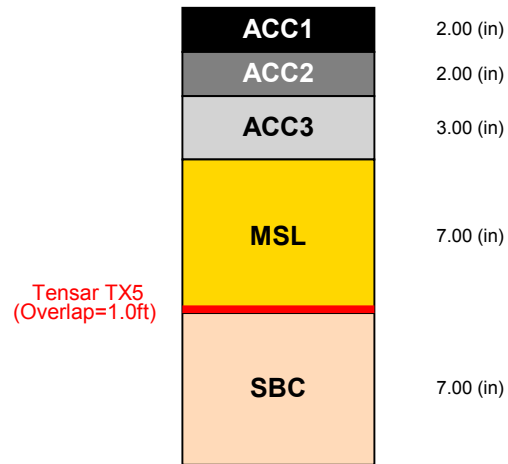 ACC1 2.00 (in)
ACC2 2.00 (in)
ACC3 3.00 (in)
MSL 7.00 (in)
Tensar TX5
(Overlap=1.0ft)
SBC 7.00 (in)